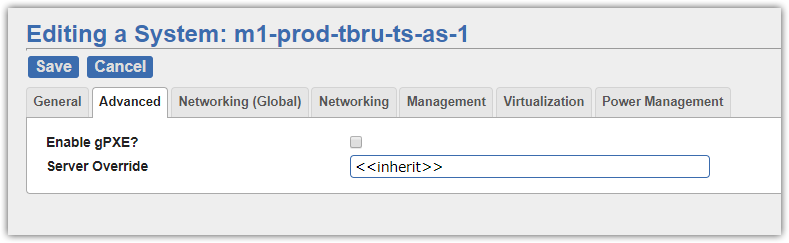 Editing a System: m1-prod-tbru-ts-as-1
Save Cancel
General Advanced Networking (Global) Networking Management Virtualization Power Management
Enable gPXE?
Server Override <<inherit>>